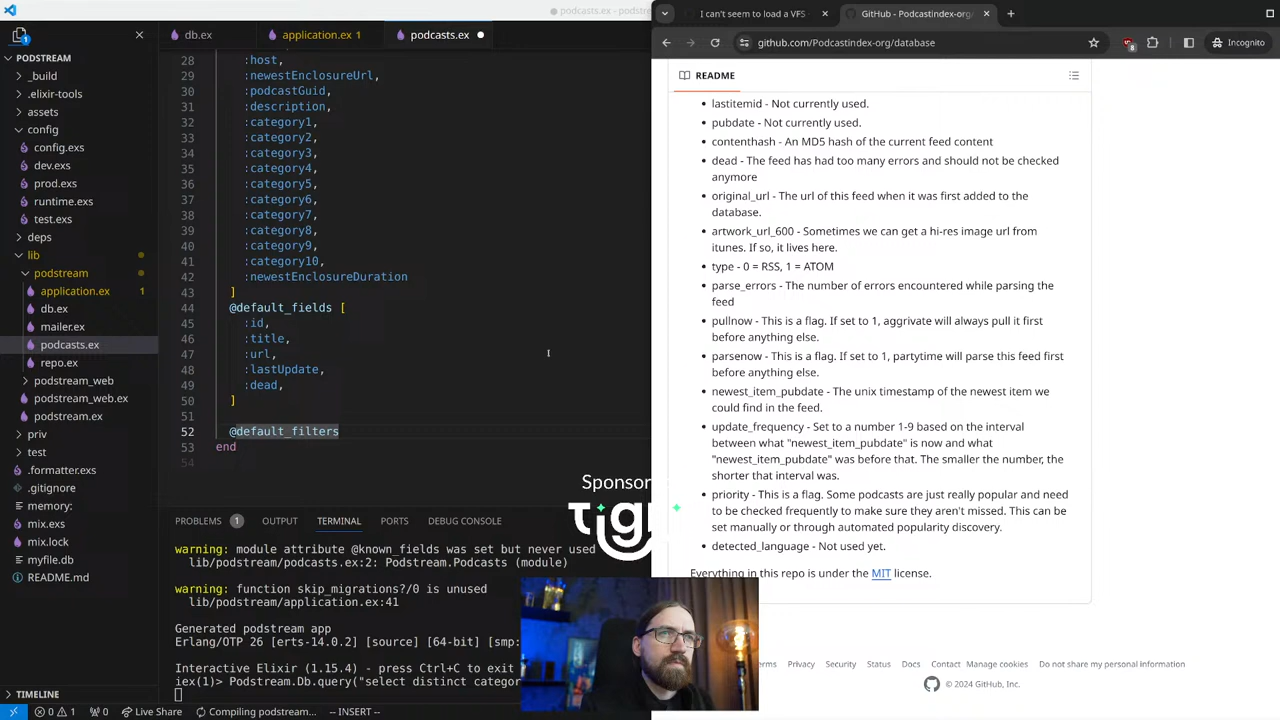 podcasts.ex - podstre
PODSTREAM
_build
.elixir-tools
assets
config
config.exs
dev.exs
prod.exs
runtime.exs
test.exs
deps
lib
podstream
application.ex 1
db.ex
mailer.ex
podcasts.ex
repo.ex
podstream_web
podstream_web.ex
podstream.ex
priv
test
.formatter.exs
.gitignore
memory:
mix.exs
mix.lock
myfile.db
README.md
TIMELINE
db.ex
application.ex 1
podcasts.ex
28 :host,
29 :newestEnclosureUrl,
30 :podcastGuid,
31 :description,
32 :category1,
33 :category2,
34 :category3,
35 :category4,
36 :category5,
37 :category6,
38 :category7,
39 :category8,
40 :category9,
41 :category10,
42 :newestEnclosureDuration
43 ]
44 @default_fields [
45 :id,
46 :title,
47 :url,
48 :lastUpdate,
49 :dead,
50 ]
51
52 @default_filters
53 end
54
PROBLEMS 1 OUTPUT TERMINAL PORTS DEBUG CONSOLE
warning: module attribute @known_fields was set but never used
lib/podstream/podcasts.ex:2: Podstream.Podcasts (module)
warning: function skip_migrations?/0 is unused
lib/podstream/application.ex:41
Generated podstream app
Erlang/OTP 26 [erts-14.0.2] [source] [64-bit] [smp:
Interactive Elixir (1.15.4) - press Ctrl+C to exit
iex(1)> Podstream.Db.query("select distinct categor
0 1 0 Live Share Compiling podstream... -- INSERT --
Sponsor
tig
I can't seem to load a VFS
GitHub - Podcastindex-org/
github.com/Podcastindex-org/database
8
Incognito
README
lastitemid - Not currently used.
pubdate - Not currently used.
contenthash - An MD5 hash of the current feed content
dead - The feed has had too many errors and should not be checked
anymore
original_url - The url of this feed when it was first added to the
database.
artwork_url_600 - Sometimes we can get a hi-res image url from
itunes. If so, it lives here.
type - 0 = RSS, 1 = ATOM
parse_errors - The number of errors encountered while parsing the
feed
pullnow - This is a flag. If set to 1, aggrivate will always pull it first
before anything else.
parsenow - This is a flag. If set to 1, partytime will parse this feed first
before anything else.
newest_item_pubdate - The unix timestamp of the newest item we
could find in the feed.
update_frequency - Set to a number 1-9 based on the interval
between what "newest_item_pubdate" is now and what
"newest_item_pubdate" was before that. The smaller the number, the
shorter that interval was.
priority - This is a flag. Some podcasts are just really popular and need
to be checked frequently to make sure they aren't missed. This can be
set manually or through automated popularity discovery.
detected_language - Not used yet.
Everything in this repo is under the MIT license.
erms Privacy Security Status Docs Contact Manage cookies Do not share my personal information
© 2024 GitHub, Inc.